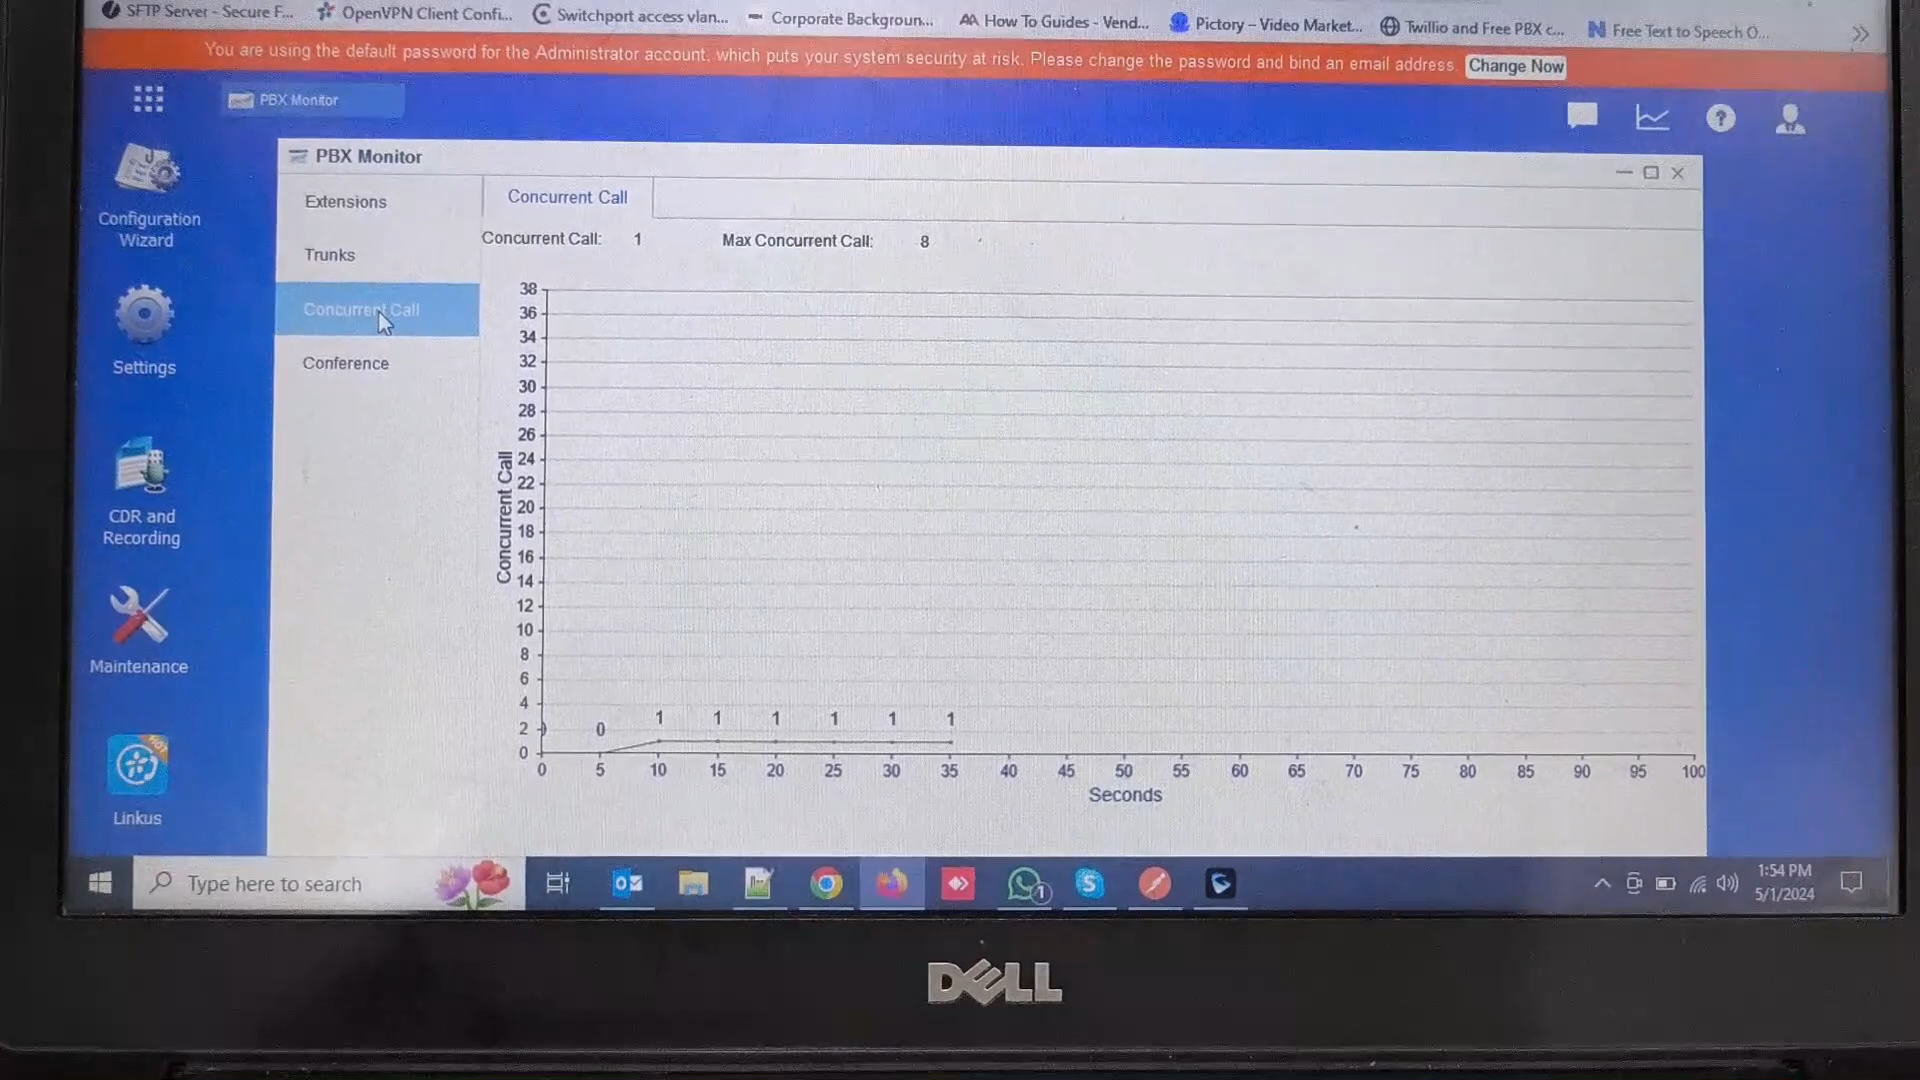 SFTP Server - Secure F...
OpenVPN Client Confi...
Switchport access vlan...
Corporate Backgroun...
AA How To Guides - Vend...
Pictory – Video Market...
Twillio and Free PBX c...
N Free Text to Speech O...
You are using the default password for the Administrator account, which puts your system security at risk. Please change the password and bind an email address.
Change Now
PBX Monitor
PBX Monitor
Configuration
Wizard
Settings
CDR and
Recording
Maintenance
HOT
Linkus
Extensions
Trunks
Concurrent Call
Conference
Concurrent Call
Concurrent Call: 1 Max Concurrent Call: 8
Concurrent Call
38
36
34
32
30
28
26
24
22
20
18
16
14
12
10
8
6
4
2
0
0 0 1 1 1 1 1 1
0 5 10 15 20 25 30 35 40 45 50 55 60 65 70 75 80 85 90 95 100
Seconds
Type here to search
1
1:54 PM
5/1/2024
DELL